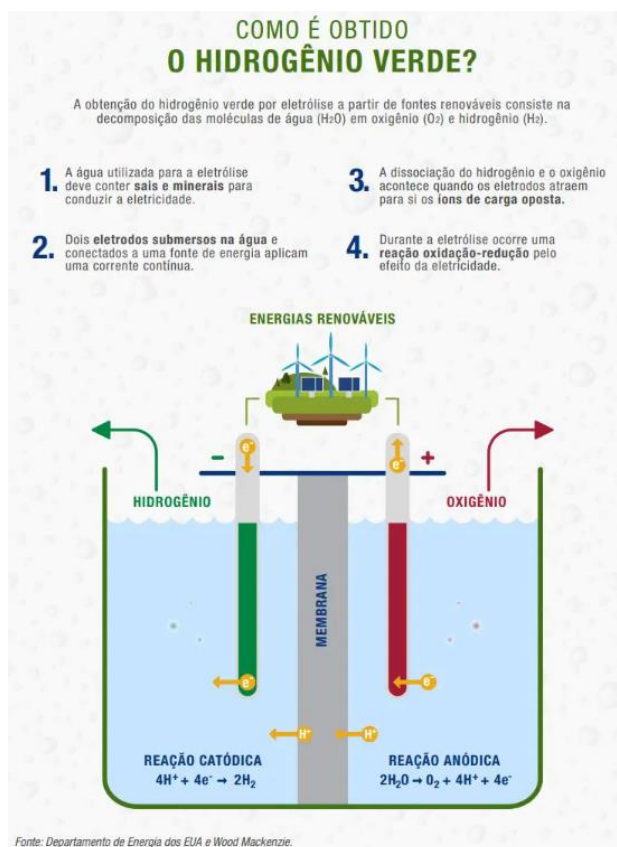 COMO É OBTIDO
O HIDROGÊNIO VERDE?
A obtenção do hidrogênio verde por eletrólise a partir de fontes renováveis consiste na
decomposição das moléculas de água (H₂O) em oxigênio (O₂) e hidrogênio (H₂).
1. A água utilizada para a eletrólise
deve conter sais e minerais para
conduzir a eletricidade.
2. Dois eletrodos submersos na água e
conectados a uma fonte de energia aplicam
uma corrente contínua.
3. A dissociação do hidrogênio e o oxigênio
acontece quando os eletrodos atraem
para si os íons de carga oposta.
4. Durante a eletrólise ocorre uma
reação oxidação-redução pelo
efeito da eletricidade.
ENERGIAS RENOVÁVEIS
e⁻
e⁻
− +
HIDROGÊNIO
OXIGÊNIO
MEMBRANA
e⁻
e⁻
H⁺
H⁺
REAÇÃO CATÓDICA
4H⁺ + 4e⁻ → 2H₂
REAÇÃO ANÓDICA
2H₂O → O₂ + 4H⁺ + 4e⁻
Fonte: Departamento de Energia dos EUA e Wood Mackenzie.